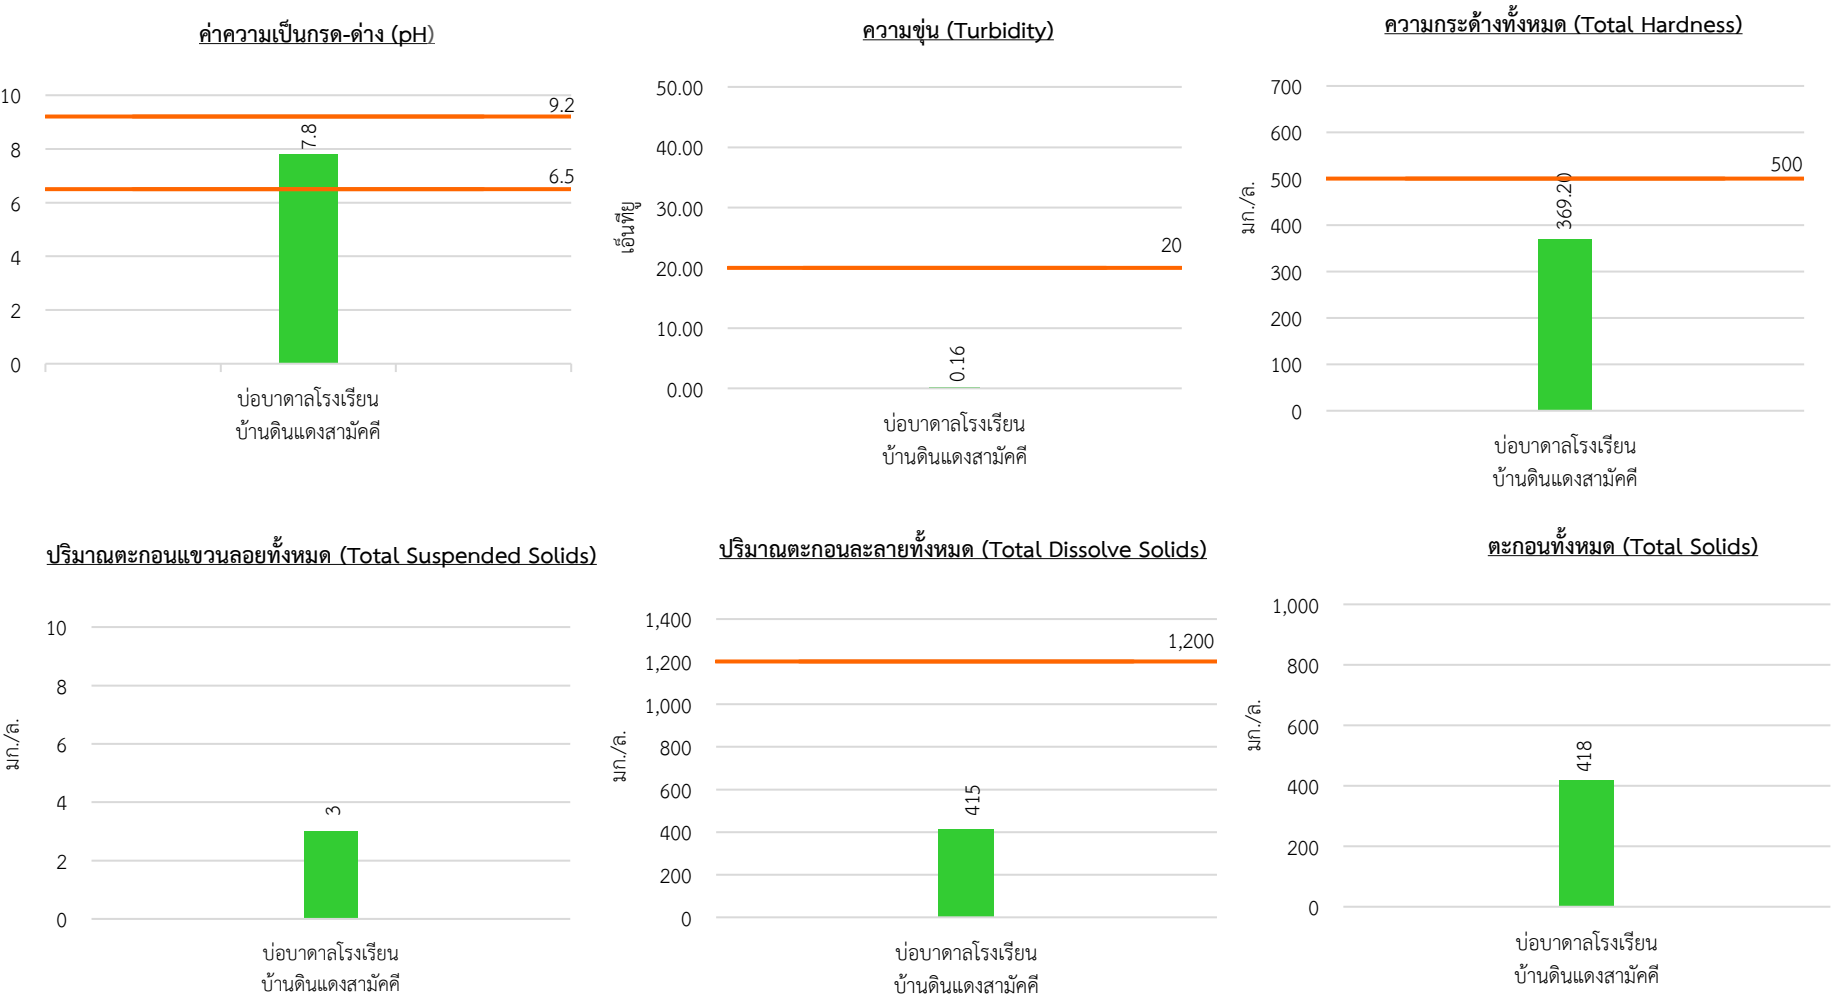 ค่าความเป็นกรด-ด่าง (pH)
10
8
6
4
2
0
9.2
7.8
6.5
บ่อบาดาลโรงเรียน
บ้านดินแดงสามัคคี
ความขุ่น (Turbidity)
เอ็นทียู
50.00
40.00
30.00
20.00
10.00
0.00
20
0.16
บ่อบาดาลโรงเรียน
บ้านดินแดงสามัคคี
ความกระด้างทั้งหมด (Total Hardness)
มก./ล.
700
600
500
400
300
200
100
0
500
369.20
บ่อบาดาลโรงเรียน
บ้านดินแดงสามัคคี
ปริมาณตะกอนแขวนลอยทั้งหมด (Total Suspended Solids)
มก./ล.
10
8
6
4
2
0
3
บ่อบาดาลโรงเรียน
บ้านดินแดงสามัคคี
ปริมาณตะกอนละลายทั้งหมด (Total Dissolve Solids)
มก./ล.
1,400
1,200
1,000
800
600
400
200
0
1,200
415
บ่อบาดาลโรงเรียน
บ้านดินแดงสามัคคี
ตะกอนทั้งหมด (Total Solids)
มก./ล.
1,000
800
600
400
200
0
418
บ่อบาดาลโรงเรียน
บ้านดินแดงสามัคคี